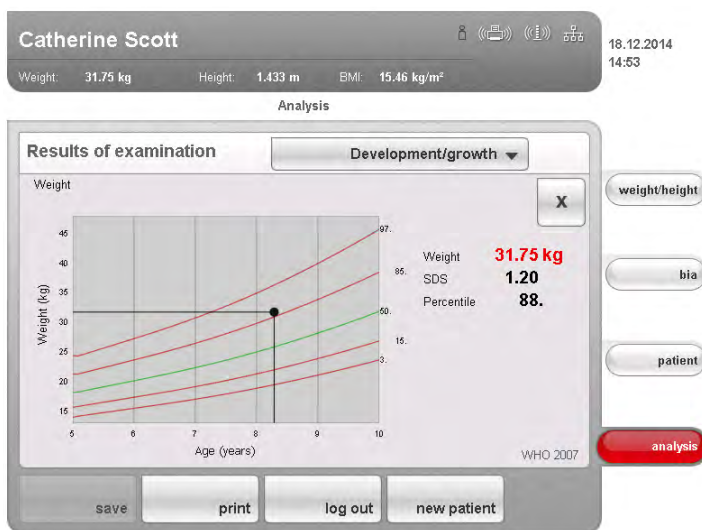 Catherine Scott
18.12.2014
14:53
Weight: 31.75 kg Height: 1.433 m BMI: 15.46 kg/m²
Analysis
Results of examination
Development/growth
Weight
X
Weight (kg)
45
40
35
30
25
20
15
97.
85.
50.
15.
3.
5 6 7 8 9 10
Age (years)
Weight 31.75 kg
SDS 1.20
Percentile 88.
WHO 2007
weight/height
bia
patient
analysis
save print log out new patient